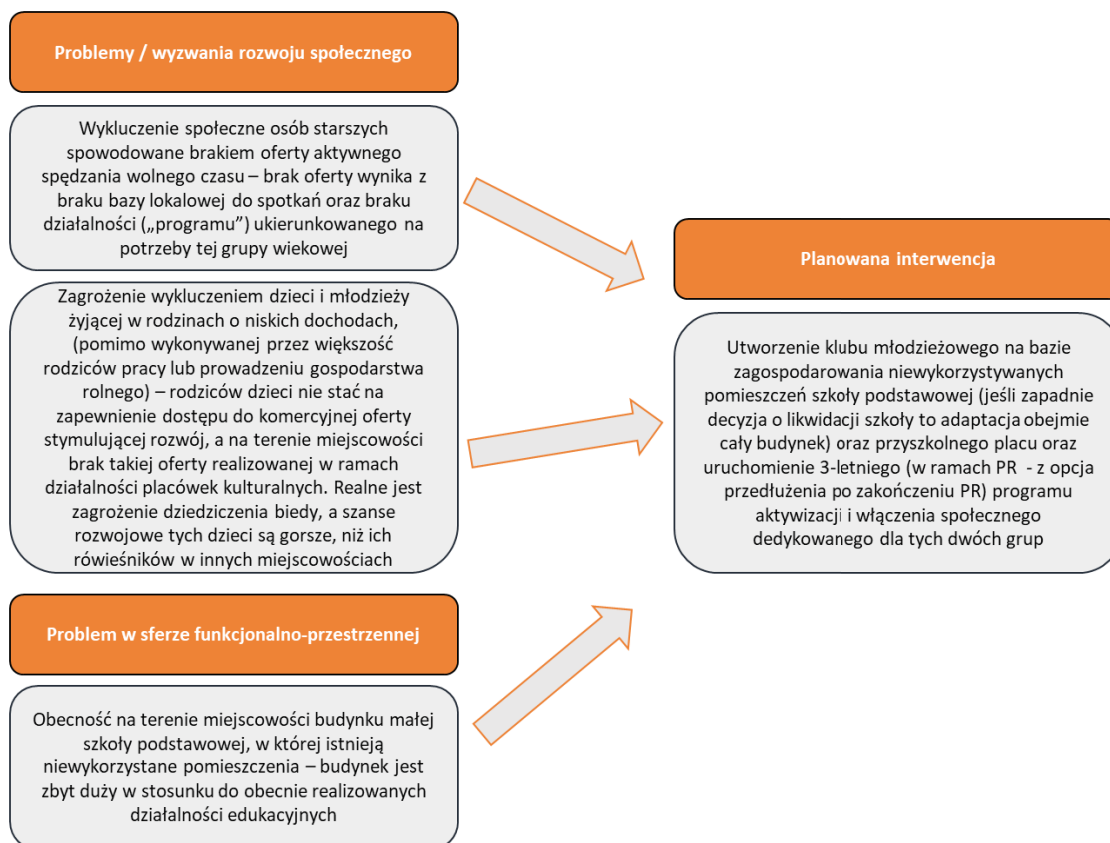 Problemy / wyzwania rozwoju społecznego
Wykluczenie społeczne osób starszych
spowodowane brakiem oferty aktywnego
spędzania wolnego czasu – brak oferty wynika z
braku bazy lokalowej do spotkań oraz braku
działalności („programu”) ukierunkowanego na
potrzeby tej grupy wiekowej
Zagrożenie wykluczeniem dzieci i młodzieży
żyjącej w rodzinach o niskich dochodach,
(pomimo wykonywanej przez większość
rodziców pracy lub prowadzeniu gospodarstwa
rolnego) – rodziców dzieci nie stać na
zapewnienie dostępu do komercyjnej oferty
stymulującej rozwój, a na terenie miejscowości
brak takiej oferty realizowanej w ramach
działalności placówek kulturalnych. Realne jest
zagrożenie dziedziczenia biedy, a szanse
rozwojowe tych dzieci są gorsze, niż ich
rówieśników w innych miejscowościach
Problem w sferze funkcjonalno-przestrzennej
Obecność na terenie miejscowości budynku małej
szkoły podstawowej, w której istnieją
niewykorzystane pomieszczenia – budynek jest
zbyt duży w stosunku do obecnie realizowanych
działalności edukacyjnych
Planowana interwencja
Utworzenie klubu młodzieżowego na bazie
zagospodarowania niewykorzystywanych
pomieszczeń szkoły podstawowej (jeśli zapadnie
decyzja o likwidacji szkoły to adaptacja obejmie
cały budynek) oraz przyszkolnego placu oraz
uruchomienie 3-letniego (w ramach PR - z opcja
przedłużenia po zakończeniu PR) programu
aktywizacji i włączenia społecznego
dedykowanego dla tych dwóch grup